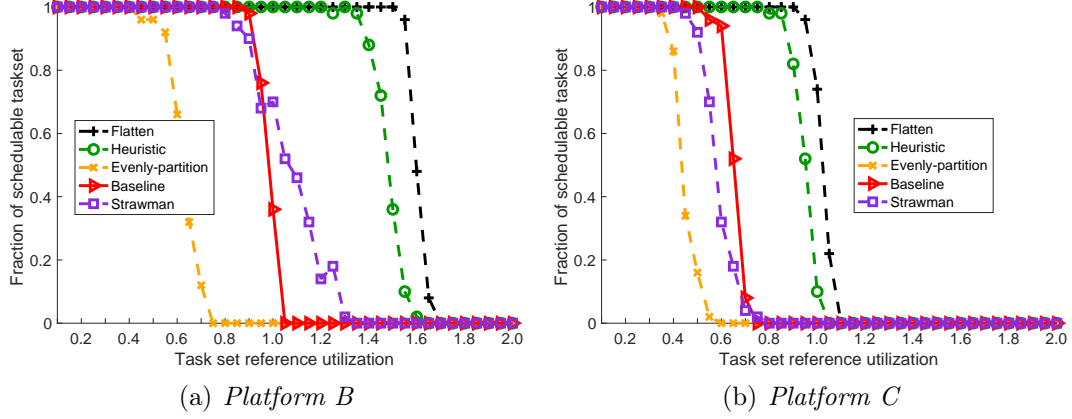 Fraction of schedulable taskset
1
0.8
0.6
0.4
0.2
0
Flatten
Heuristic
Evenly-partition
Baseline
Strawman
0.2 0.4 0.6 0.8 1.0 1.2 1.4 1.6 1.8 2.0
Task set reference utilization
(a) Platform B
Fraction of schedulable taskset
1
0.8
0.6
0.4
0.2
0
Flatten
Heuristic
Evenly-partition
Baseline
Strawman
0.2 0.4 0.6 0.8 1.0 1.2 1.4 1.6 1.8 2.0
Task set reference utilization
(b) Platform C